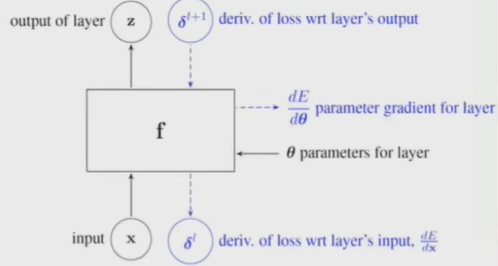 output of layer z δ^{l+1} deriv. of loss wrt layer's output
dE/dθ parameter gradient for layer
f
θ parameters for layer
input x δ^l deriv. of loss wrt layer's input, dE/dx